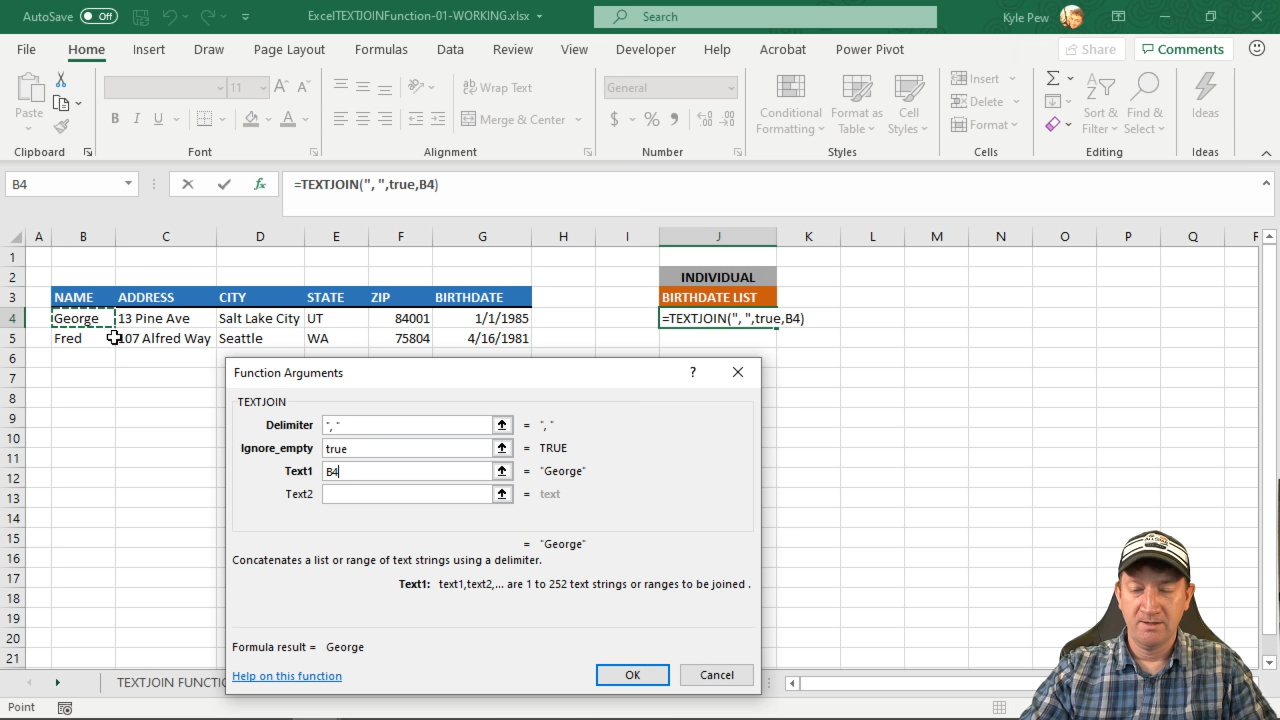 AutoSave Off ExcelTEXTJOINFunction-01-WORKING.xlsx Search Kyle Pew
File Home Insert Draw Page Layout Formulas Data Review View Developer Help Acrobat Power Pivot Share Comments
Paste 11 Wrap Text General Conditional Formatting Format as Table Cell Styles Insert Sort & Filter Find & Select Ideas
Merge & Center $ % Delete
Format
Clipboard Font Alignment Number Styles Cells Editing Ideas
B4 fx =TEXTJOIN(", ",true,B4)
A B C D E F G H I J K L M N O P Q
1
2 INDIVIDUAL
3 NAME ADDRESS CITY STATE ZIP BIRTHDATE BIRTHDATE LIST
4 George 13 Pine Ave Salt Lake City UT 84001 1/1/1985 =TEXTJOIN(", ",true,B4)
5 Fred 107 Alfred Way Seattle WA 75804 4/16/1981
6
7
8
9
10
11
12
13
14
15
16
17
18
19
20
21
Function Arguments ?
TEXTJOIN
Delimiter ", " = ", "
Ignore_empty true = TRUE
Text1 B4 = "George"
Text2 = text
= "George"
Concatenates a list or range of text strings using a delimiter.
Text1: text1,text2,... are 1 to 252 text strings or ranges to be joined .
Formula result = George
Help on this function OK Cancel
TEXTJOIN FUNCTIO
Point